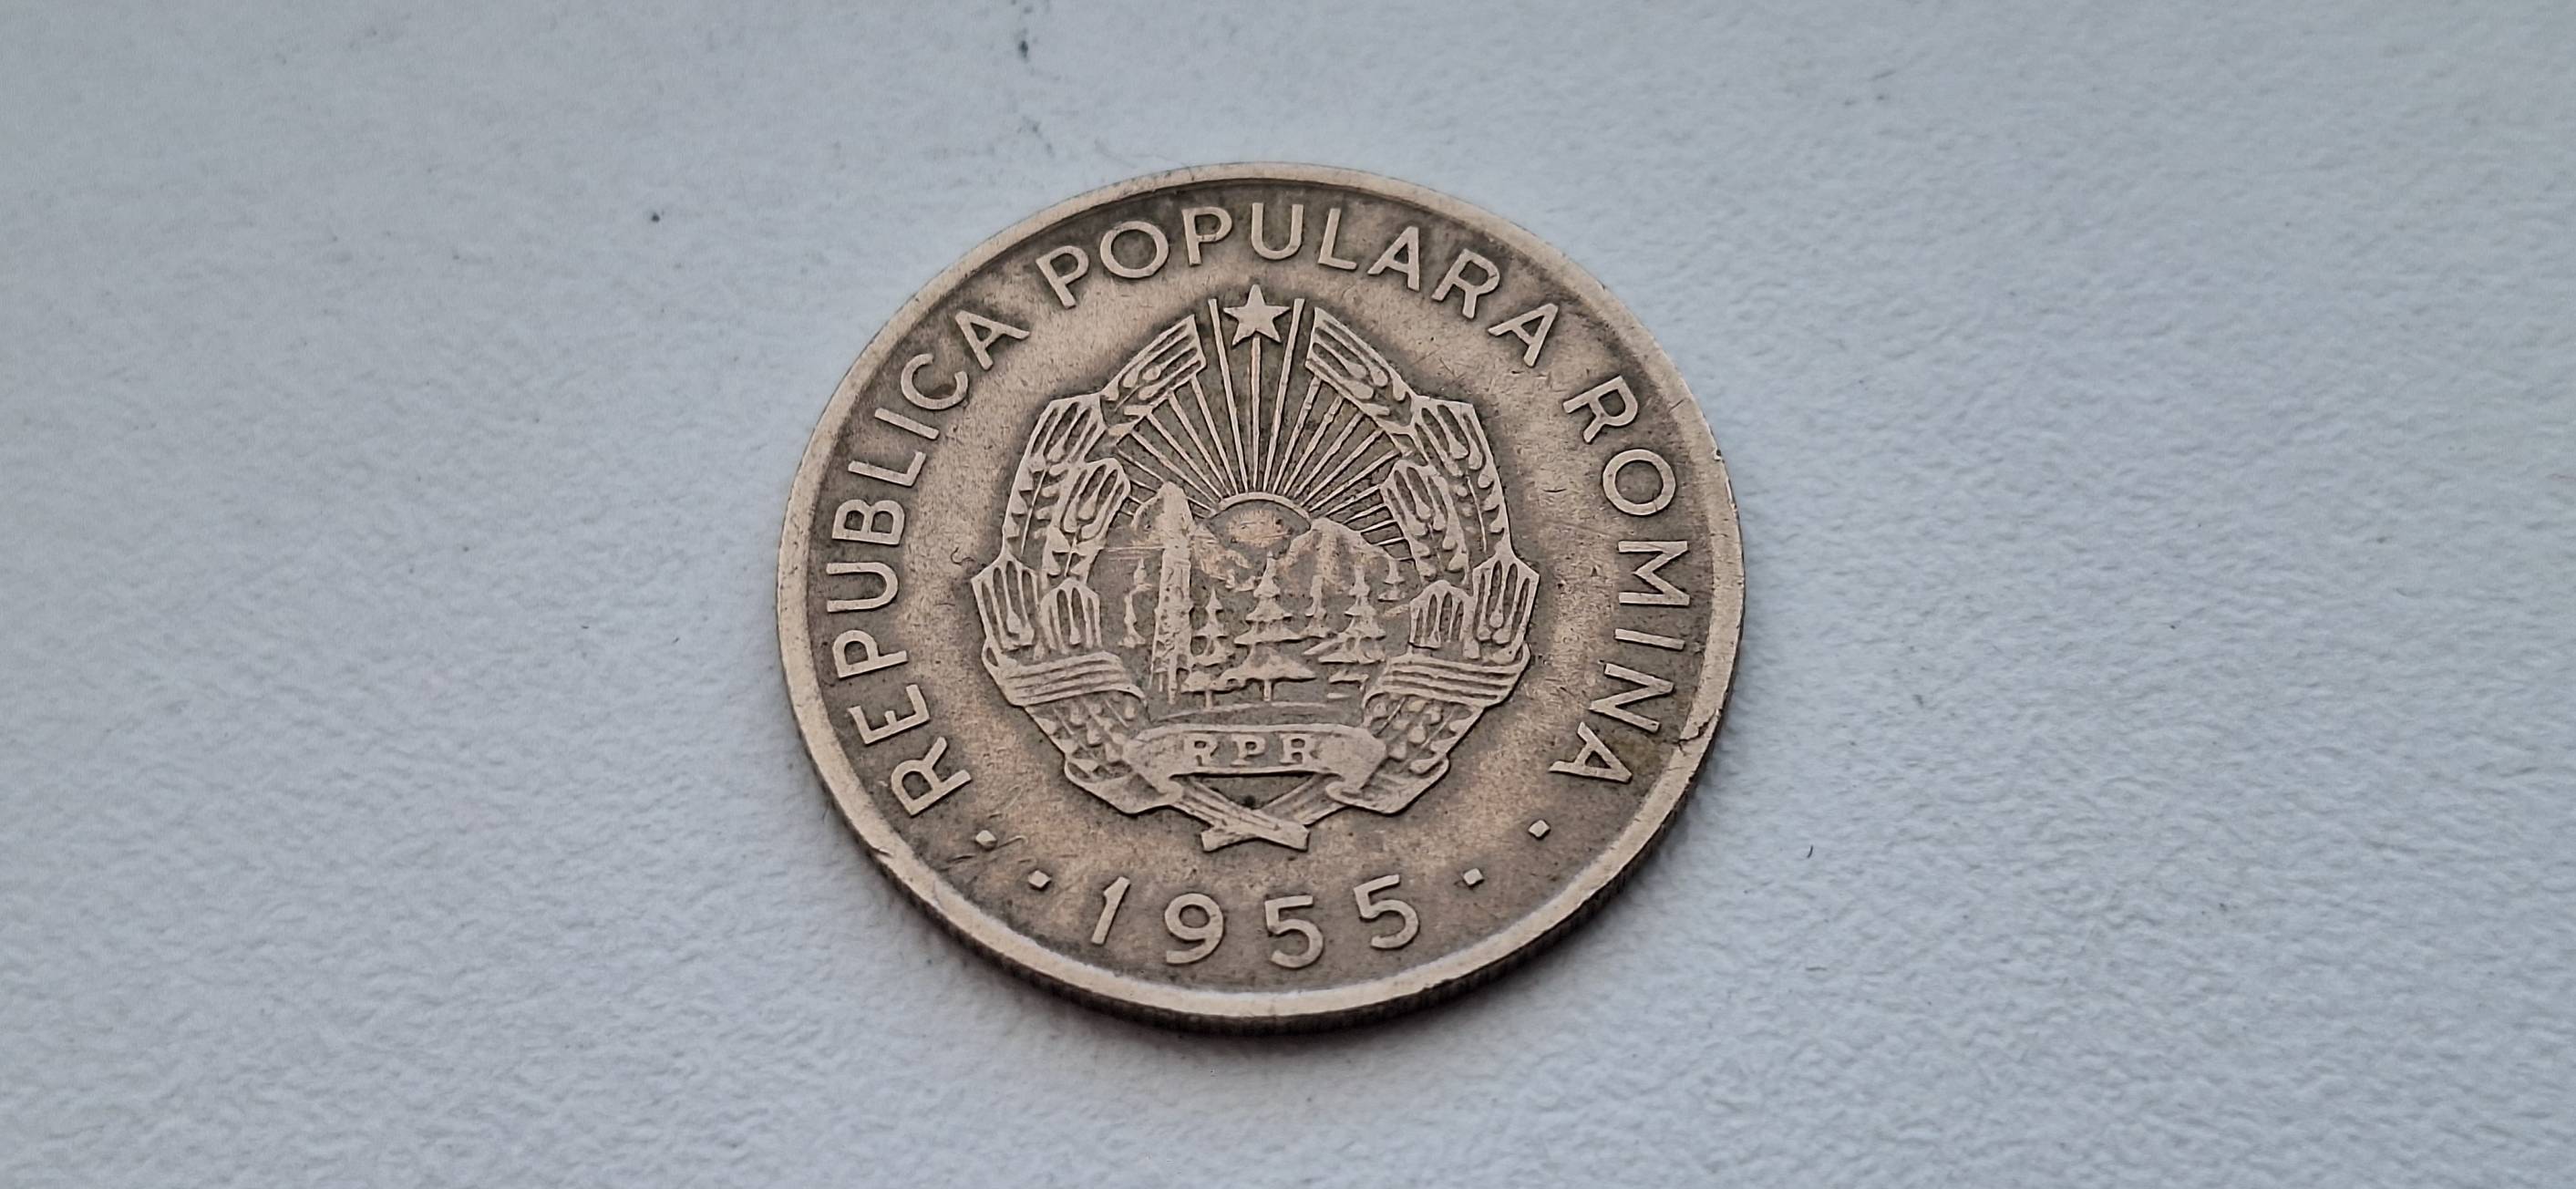 REPUBLICA POPULARA ROMINA
RPR
· 1955 ·